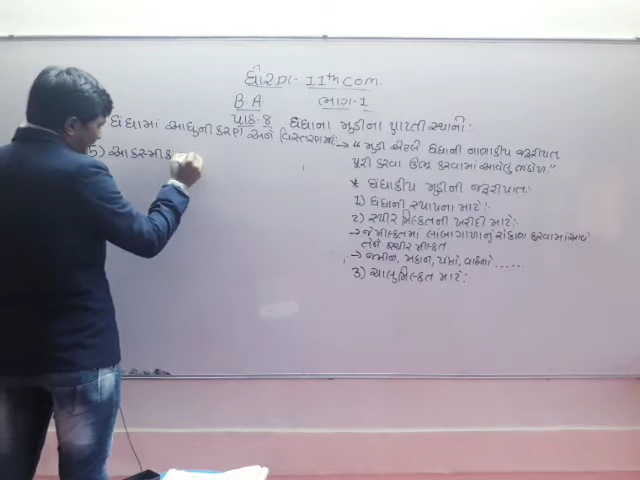 ધોરણ - 11th com.
B.A ભાગ-1
પાઠ-8 ધંધાના મુડીના પ્રાપ્તિસ્થાનો:
ધંધામાં આધુનીકરણ અને વિસ્તરણમાં:
5) આકસ્મીક
→ "મુડી એટલે ધંધાની નાણાકીય જરૂરીયાત
પૂરી કરવા ઉભુ કરવામાં આવેલું ભંડોળ."
* ધંધાકીય મુડીની જરૂરીયાત:
1) ધંધાની સ્થાપના માટે:
2) સ્થીર મિલ્કતની ખરીદી માટે:
→ જે મિલ્કતમાં લાંબાગાળાનું રોકાણ કરવામાં આવે
તેને સ્થીર મીલ્કત
→ જમીન, મકાન, યંત્રો, વાહનો ......
3) ચાલુ મિલ્કત માટે: